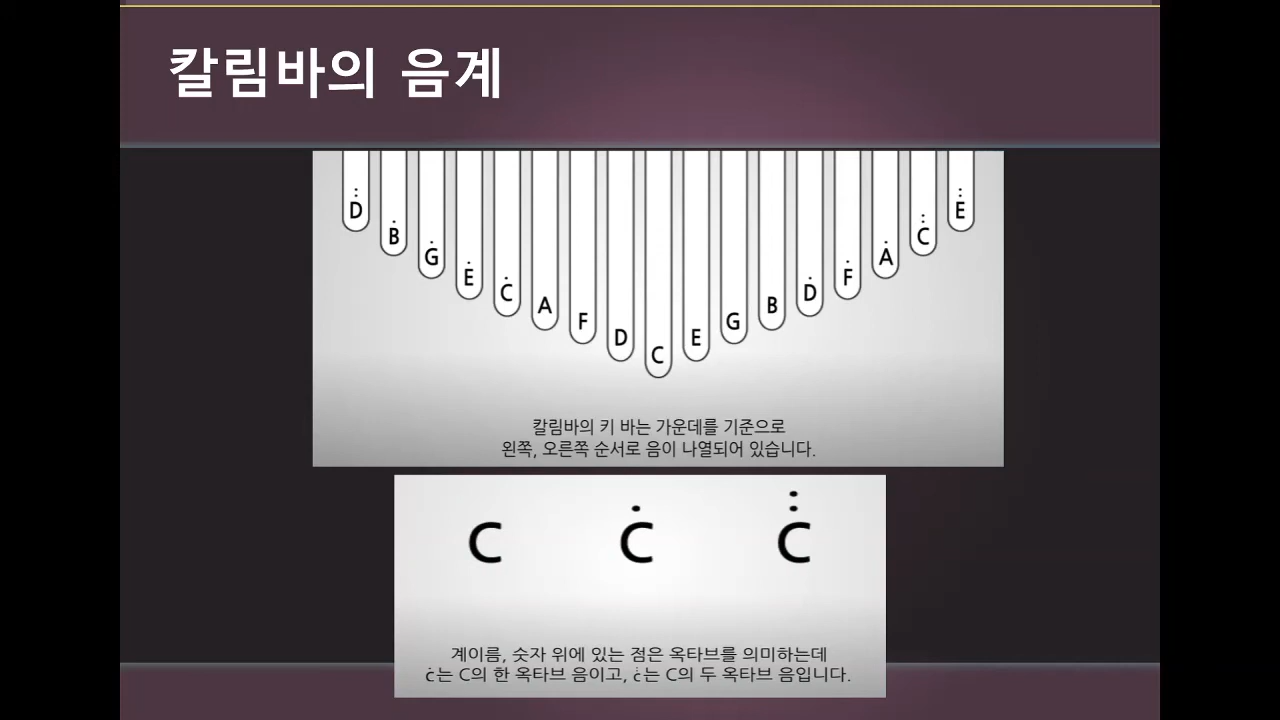 칼림바의 음계
D̈ Ḃ Ġ Ė Ċ A F D C E G B Ḋ Ḟ Ȧ C̈ Ë
칼림바의 키 바는 가운데를 기준으로
왼쪽, 오른쪽 순서로 음이 나열되어 있습니다.
C Ċ C̈
계이름, 숫자 위에 있는 점은 옥타브를 의미하는데
ċ는 C의 한 옥타브 음이고, c̈는 C의 두 옥타브 음입니다.